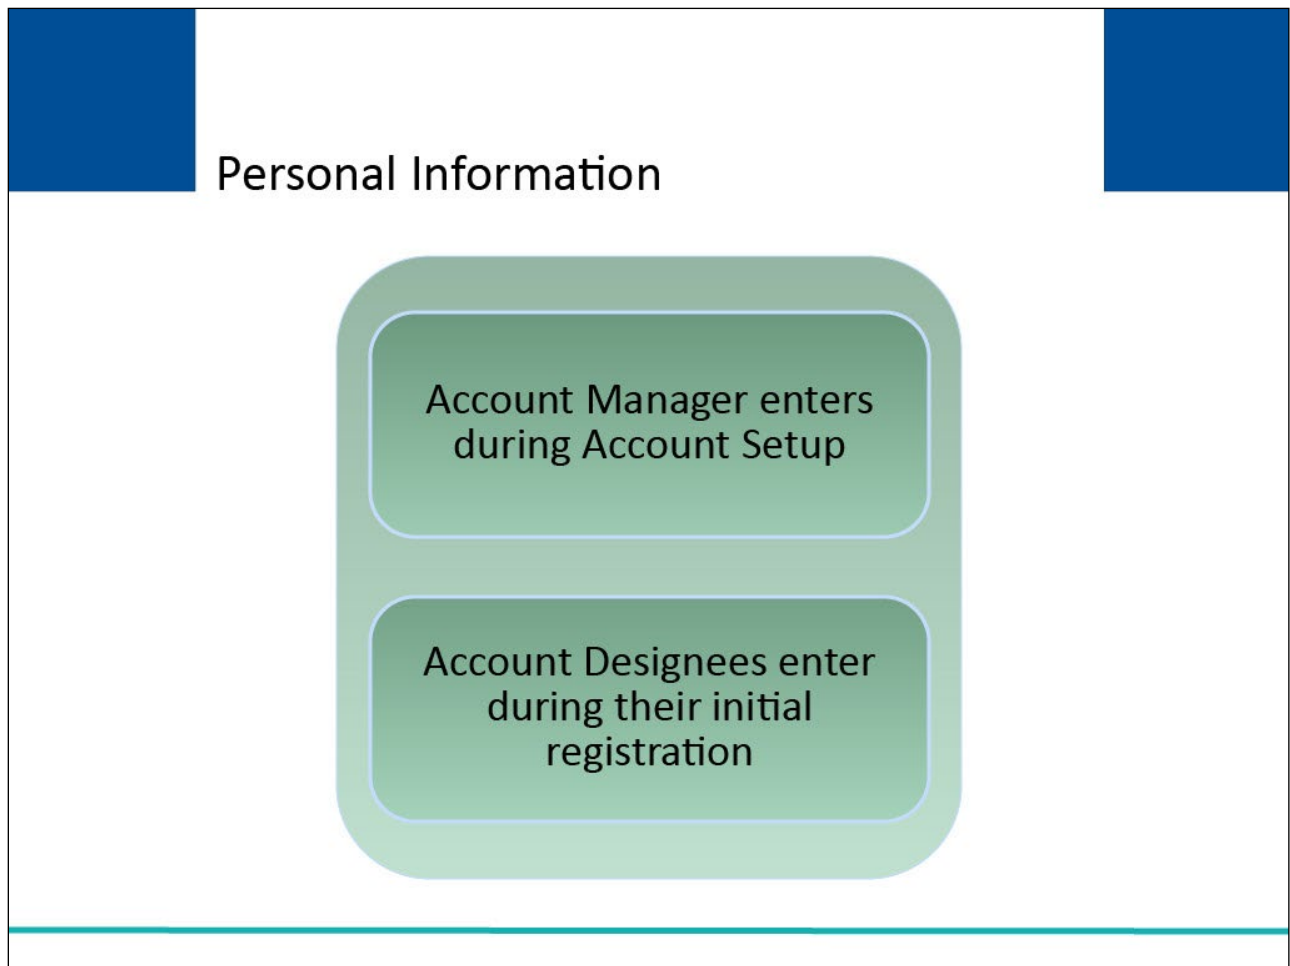 Personal Information
Account Manager enters
during Account Setup
Account Designees enter
during their initial
registration